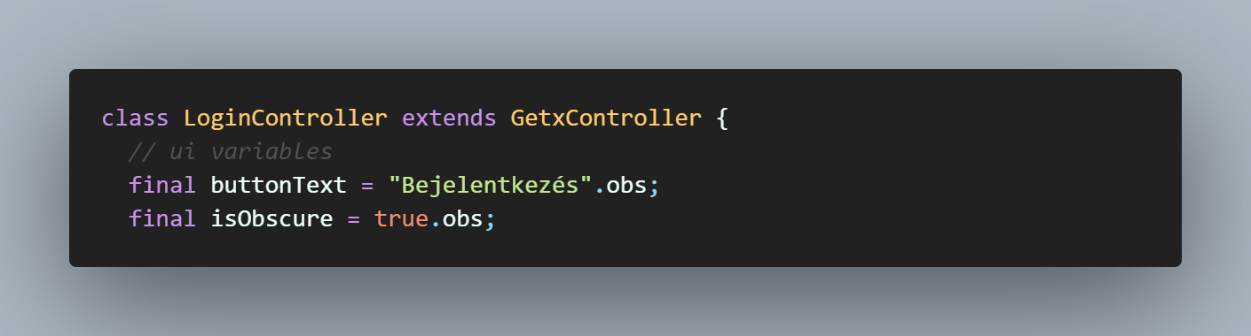 class LoginController extends GetxController {
// ui variables
final buttonText = "Bejelentkezés".obs;
final isObscure = true.obs;